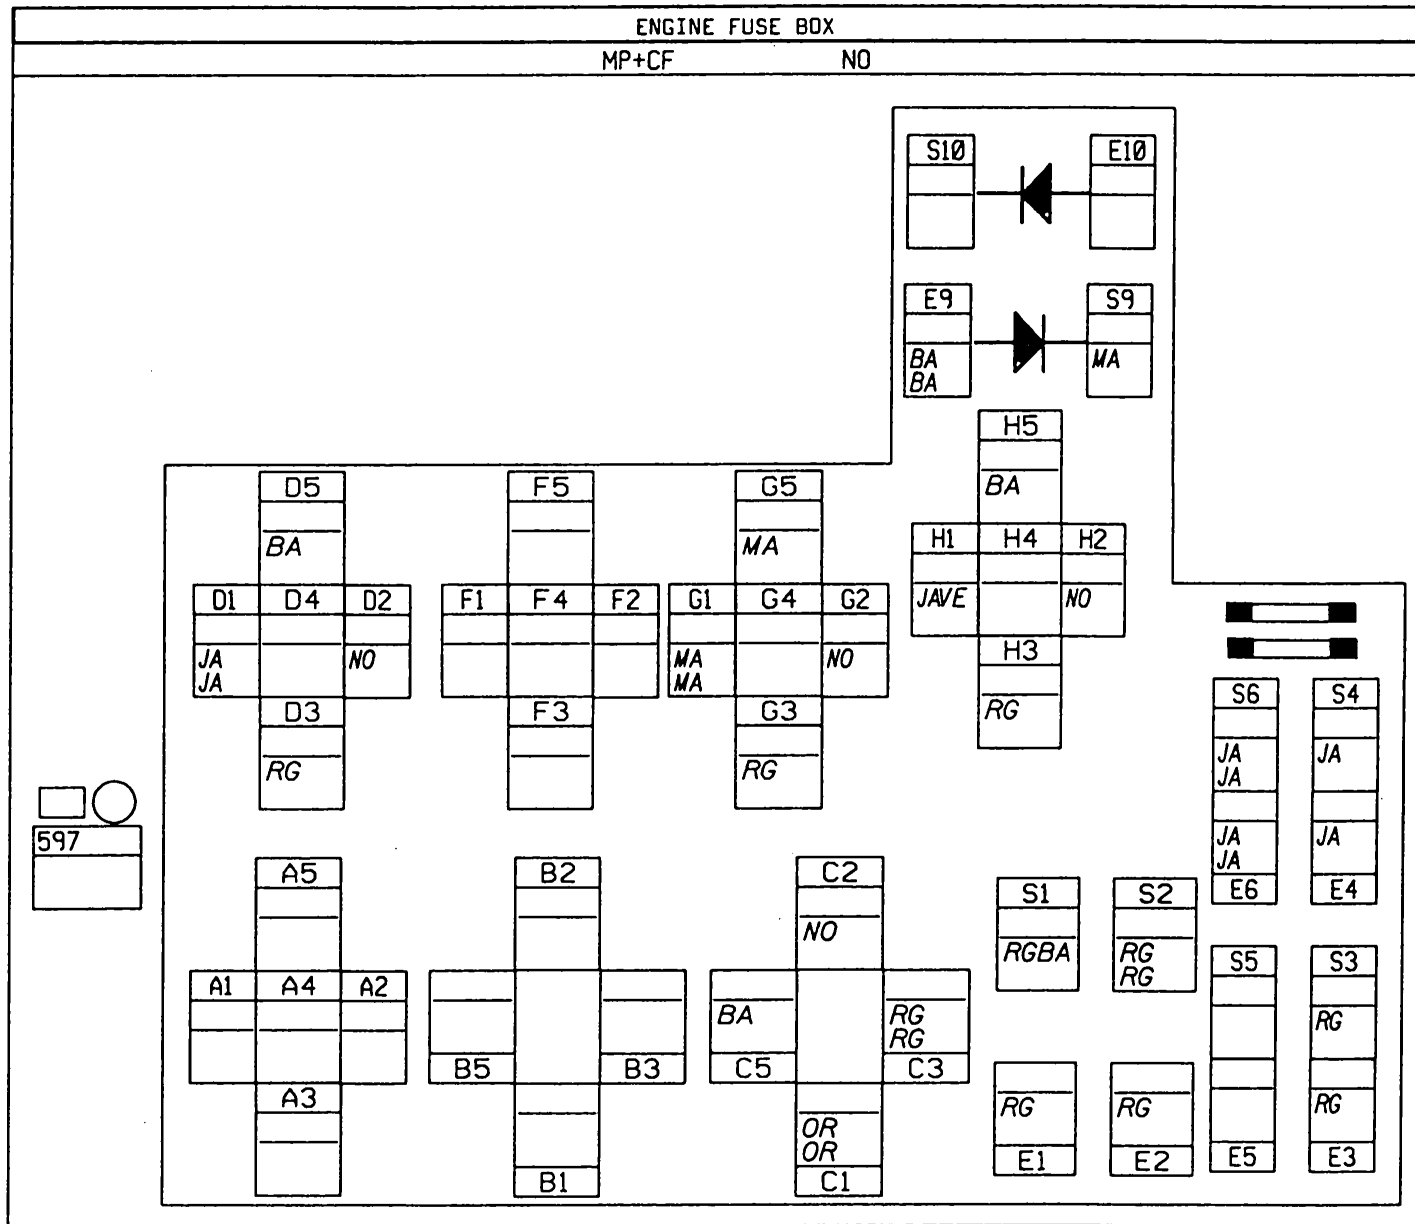 ENGINE FUSE BOX
MP+CF NO
S10 E10
E9 S9
BA MA
BA
H5
BA
D5 F5 G5
BA MA
H1 H4 H2
JAVE NO
D1 D4 D2 F1 F4 F2 G1 G4 G2
JA NO MA NO
JA MA
H3
RG
D3 F3 G3
RG RG
S6 S4
JA JA
JA
597
JA JA
JA
E6 E4
A5 B2 C2
NO
S1 S2
RGBA RG
RG
S5 S3
RG
A1 A4 A2
BA RG
RG
B5 B3 C5 C3
A3
RG RG RG
OR
OR
E1 E2 E5 E3
B1 C1